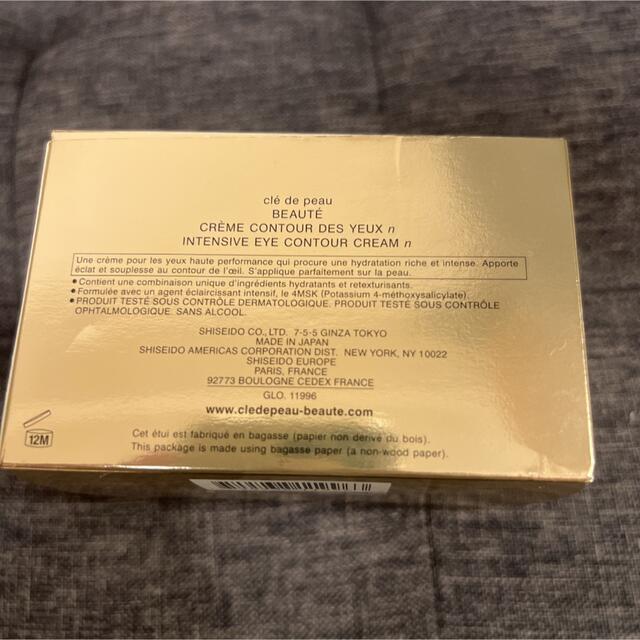 clé de peau
BEAUTÉ
CRÈME CONTOUR DES YEUX n
INTENSIVE EYE CONTOUR CREAM n
Une crème pour les yeux haute performance qui procure une hydratation riche et intense. Apporte
éclat et souplesse au contour de l'œil. S'applique parfaitement sur la peau.
•Contient une combinaison unique d'ingrédients hydratants et retexturisants.
•Formulée avec un agent éclaircissant intensif, le 4MSK (Potassium 4-méthoxysalicylate).
•PRODUIT TESTÉ SOUS CONTRÔLE DERMATOLOGIQUE. PRODUIT TESTÉ SOUS CONTRÔLE
OPHTALMOLOGIQUE. SANS ALCOOL.
SHISEIDO CO., LTD. 7-5-5 GINZA TOKYO
MADE IN JAPAN
SHISEIDO AMERICAS CORPORATION DIST. NEW YORK, NY 10022
SHISEIDO EUROPE
PARIS, FRANCE
92773 BOULOGNE CEDEX FRANCE
GLO. 11996
www.cledepeau-beaute.com
12M
Cet étui est fabriqué en bagasse (papier non dérivé du bois).
This package is made using bagasse paper (a non-wood paper).